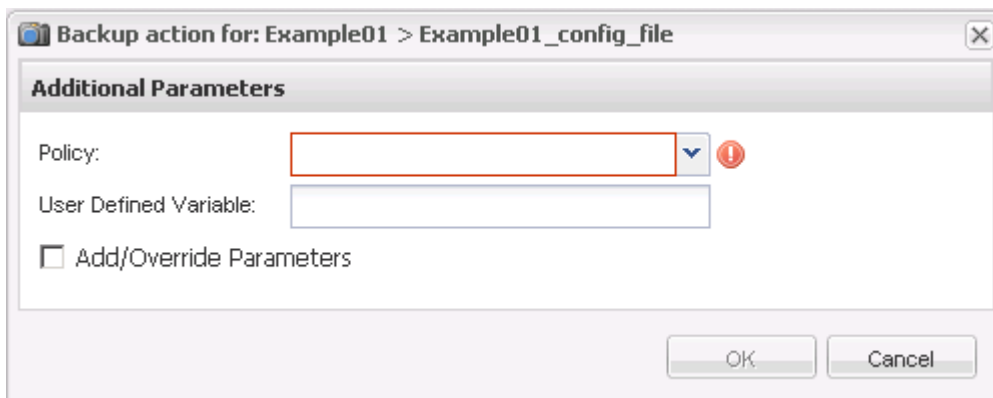 Backup action for: Example01 > Example01_config_file
Additional Parameters
Policy:
User Defined Variable:
Add/Override Parameters
OK Cancel